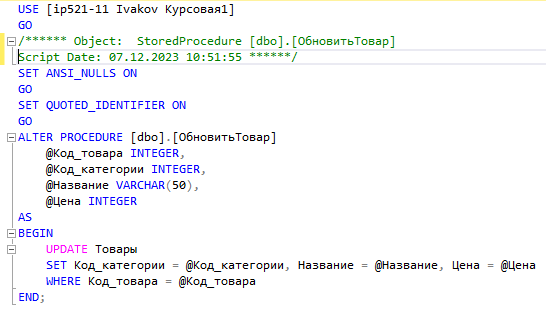 USE [ip521-11 Ivakov Курсовая1]
GO
/****** Object:  StoredProcedure [dbo].[ОбновитьТовар]
Script Date: 07.12.2023 10:51:55 ******/
SET ANSI_NULLS ON
GO
SET QUOTED_IDENTIFIER ON
GO
ALTER PROCEDURE [dbo].[ОбновитьТовар]
    @Код_товара INTEGER,
    @Код_категории INTEGER,
    @Название VARCHAR(50),
    @Цена INTEGER
AS
BEGIN
    UPDATE Товары
    SET Код_категории = @Код_категории, Название = @Название, Цена = @Цена
    WHERE Код_товара = @Код_товара
END;